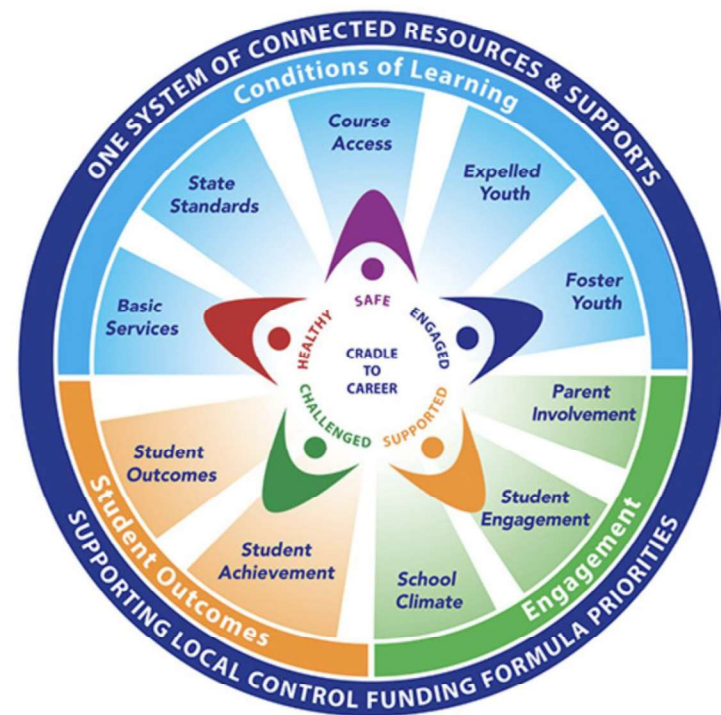 ONE SYSTEM OF CONNECTED RESOURCES & SUPPORTS
Conditions of Learning
Course
Access
State
Standards
Expelled
Youth
Basic
Services
Foster
Youth
SAFE
HEALTHY
ENGAGED
CRADLE
TO
CAREER
CHALLENGED
SUPPORTED
Parent
Involvement
Student
Outcomes
Student
Engagement
Student
Achievement
School
Climate
Student Outcomes
Engagement
SUPPORTING LOCAL CONTROL FUNDING FORMULA PRIORITIES